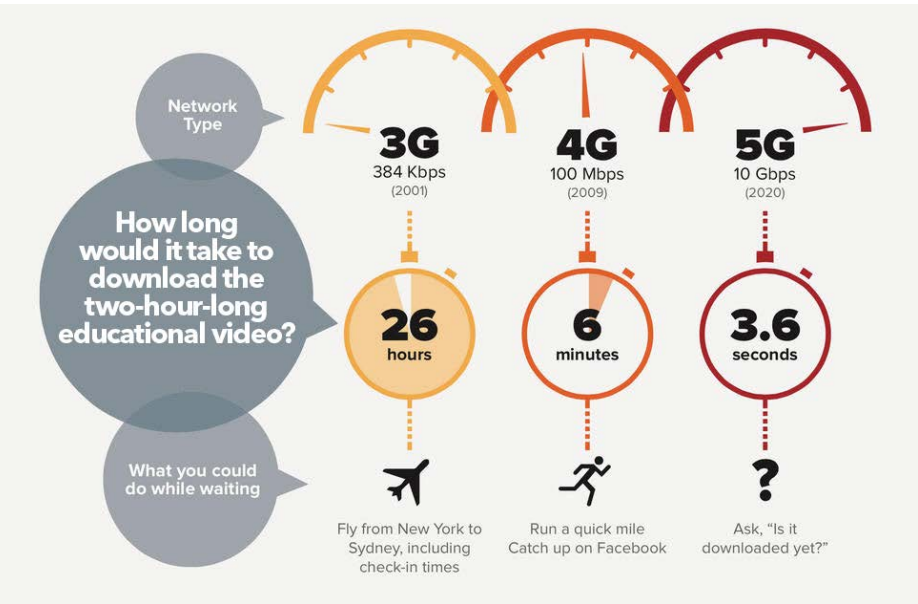 Network
Type
3G
384 Kbps
(2001)
4G
100 Mbps
(2009)
5G
10 Gbps
(2020)
How long
would it take to
download the
two-hour-long
educational video?
26
hours
6
minutes
3.6
seconds
What you could
do while waiting
Fly from New York to
Sydney, including
check-in times
Run a quick mile
Catch up on Facebook
?
Ask, “Is it
downloaded yet?”